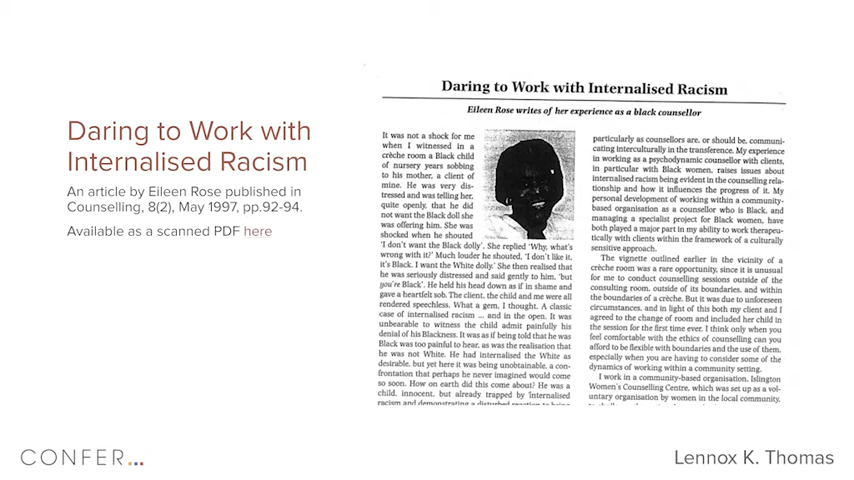 Daring to Work with
Internalised Racism
An article by Eileen Rose published in
Counselling, 8(2), May 1997, pp.92-94.
Available as a scanned PDF here
Daring to Work with Internalised Racism
Eileen Rose writes of her experience as a black counsellor
It was not a shock for me
when I witnessed in a
crèche room a Black child
of nursery years sobbing
to his mother, a client of
mine. He was very dis-
tressed and was telling her,
quite openly, that he did
not want the Black doll she
was offering him. She was
shocked when he shouted
'I don't want the Black dolly'. She replied 'Why, what's
wrong with it?' Much louder he shouted, 'I don't like it,
it's Black. I want the White dolly.' She then realised that
he was seriously distressed and said gently to him, 'but
you're Black'. He held his head down as if in shame and
gave a heartfelt sob. The client, the child and me were all
rendered speechless. What a gem, I thought. A classic
case of internalised racism ... and in the open. It was
unbearable to witness the child admit painfully his
denial of his Blackness. It was as if being told that he was
Black was too painful to hear, as was the realisation that
he was not White. He had internalised the White as
desirable, but yet here it was being unobtainable, a con-
frontation that perhaps he never imagined would come
so soon. How on earth did this come about? He was a
child, innocent, but already trapped by internalised
racism and demonstrating a disturbed reaction to being
particularly as counsellors are, or should be, communi-
cating interculturally in the transference. My experience
in working as a psychodynamic counsellor with clients,
in particular with Black women, raises issues about
internalised racism being evident in the counselling rela-
tionship and how it influences the progress of it. My
personal development of working within a community-
based organisation as a counsellor who is Black, and
managing a specialist project for Black women, have
both played a major part in my ability to work therapeu-
tically with clients within the framework of a culturally
sensitive approach.
The vignette outlined earlier in the vicinity of a
crèche room was a rare opportunity, since it is unusual
for me to conduct counselling sessions outside of the
consulting room, outside of its boundaries, and within
the boundaries of a crèche. But it was due to unforeseen
circumstances, and in light of this both my client and I
agreed to the change of room and included her child in
the session for the first time ever. I think only when you
feel comfortable with the ethics of counselling can you
afford to be flexible with boundaries and the use of them,
especially when you are having to consider some of the
dynamics of working within a community setting.
I work in a community-based organisation, Islington
Women's Counselling Centre, which was set up as a vol-
untary organisation by women in the local community,
CONFER...
Lennox K. Thomas